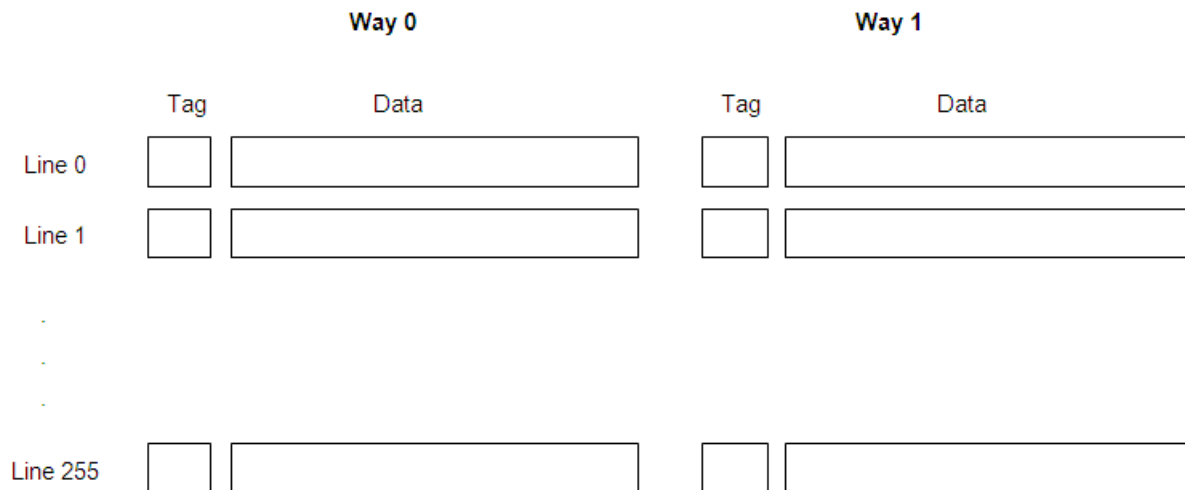 Way 0 Way 1
Tag Data Tag Data
Line 0
Line 1
.
.
.
Line 255